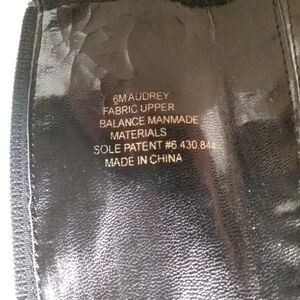 6M AUDREY
FABRIC UPPER
BALANCE MANMADE
MATERIALS
SOLE PATENT #6 430.844
MADE IN CHINA